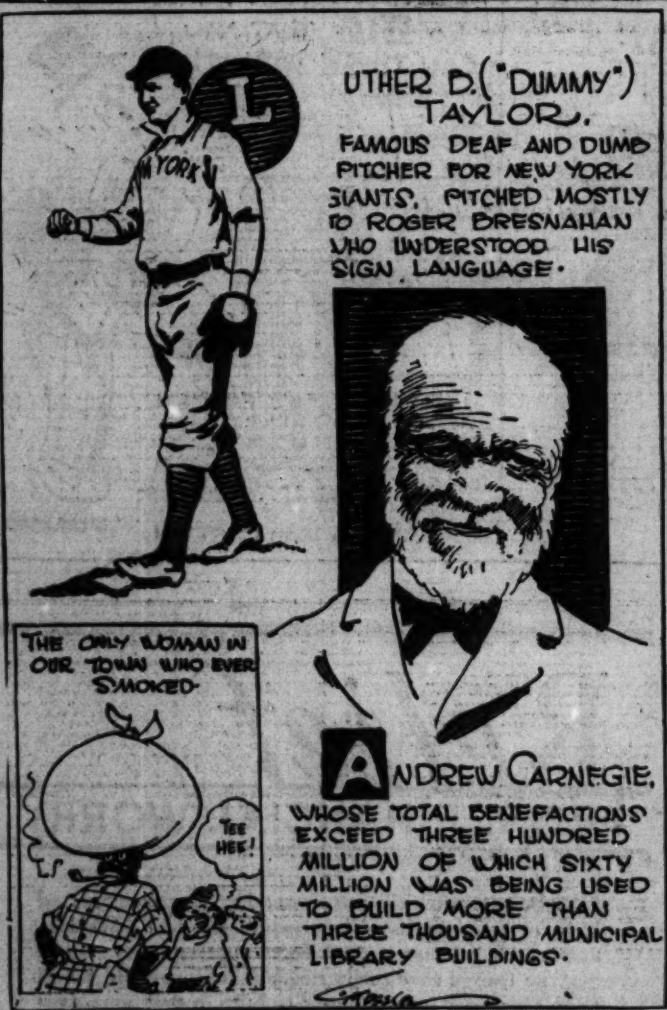 LUTHER B. ("DUMMY")
TAYLOR.
FAMOUS DEAF AND DUMB
PITCHER FOR NEW YORK
GIANTS. PITCHED MOSTLY
TO ROGER BRESNAHAN
WHO UNDERSTOOD HIS
SIGN LANGUAGE.
YORK
ANDREW CARNEGIE,
WHOSE TOTAL BENEFACTIONS
EXCEED THREE HUNDRED
MILLION OF WHICH SIXTY
MILLION WAS BEING USED
TO BUILD MORE THAN
THREE THOUSAND MUNICIPAL
LIBRARY BUILDINGS.
THE ONLY WOMAN IN
OUR TOWN WHO EVER
SMOKED
TEE
HEE!